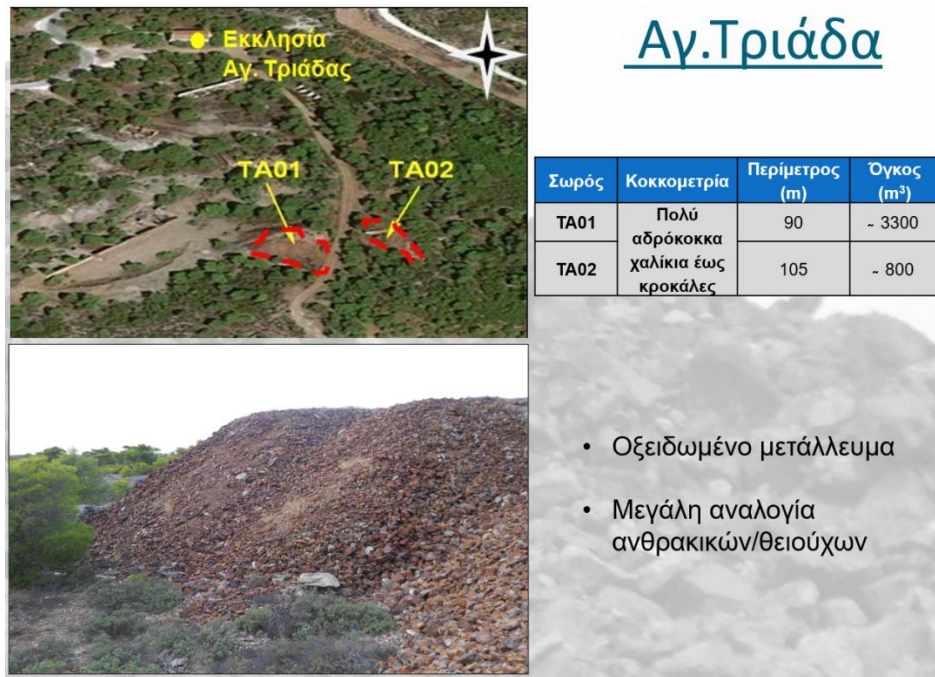 Εκκλησία
Αγ. Τριάδας
TA01
TA02
Αγ.Τριάδα
Σωρός Κοκκομετρία Περίμετρος (m) Όγκος (m³)
TA01 Πολύ αδρόκοκκα χαλίκια έως κροκάλες 90 ~ 3300
TA02 105 ~ 800
• Οξειδωμένο μετάλλευμα
• Μεγάλη αναλογία
ανθρακικών/θειούχων